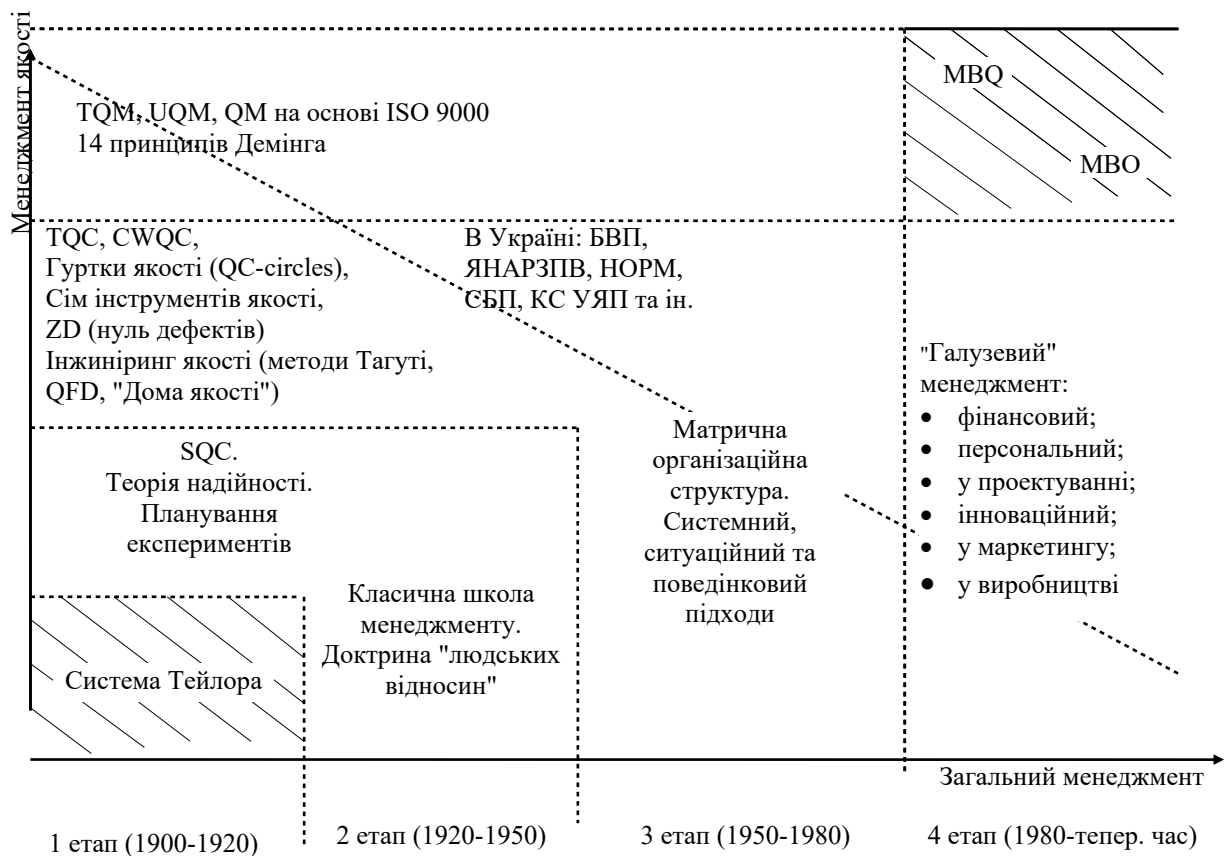 Менеджмент якості
TQM, UQM, QM на основі ISO 9000
14 принципів Демінга
MBQ
MBO
TQC, CWQC,
Гуртки якості (QC-circles),
Сім інструментів якості,
ZD (нуль дефектів)
Інжиніринг якості (методи Тагуті,
QFD, "Дома якості")
В Україні: БВП,
ЯНАРЗПВ, НОРМ,
СБП, КС УЯП та ін.
SQC.
Теорія надійності.
Планування
експериментів
Матрична
організаційна
структура.
Системний,
ситуаційний та
поведінковий
підходи
"Галузевий"
менеджмент:
• фінансовий;
• персональний;
• у проектуванні;
• інноваційний;
• у маркетингу;
• у виробництві
Класична школа
менеджменту.
Доктрина "людських
відносин"
Система Тейлора
Загальний менеджмент
1 етап (1900-1920)
2 етап (1920-1950)
3 етап (1950-1980)
4 етап (1980-тепер. час)